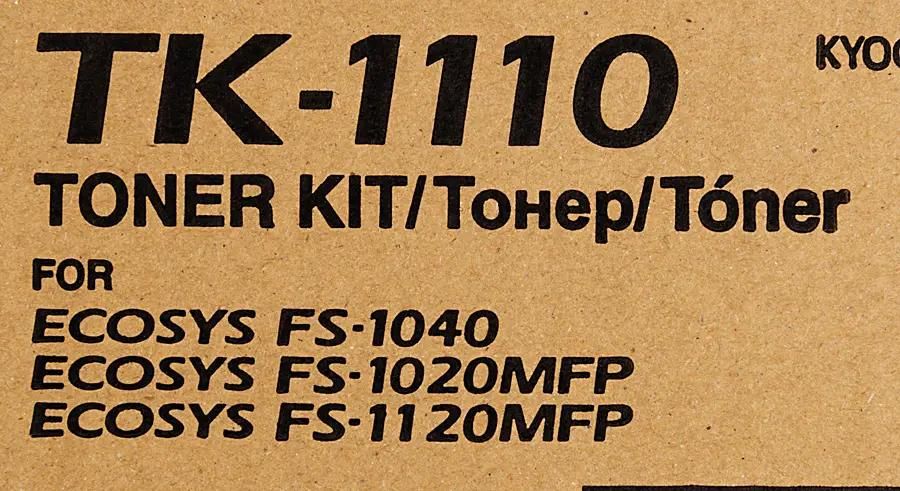 TK-1110
TONER KIT/Тонер/Tóner
FOR
ECOSYS FS-1040
ECOSYS FS-1020MFP
ECOSYS FS-1120MFP